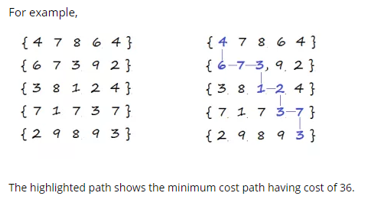 For example,
{ 4 7 8 6 4 } { 4 7 8 6 4 }
{ 6 7 3 9 2 } { 6-7-3, 9 2 }
{ 3 8 1 2 4 } { 3 8 1-2 4 }
{ 7 1 7 3 7 } { 7 1 7 3-7 }
{ 2 9 8 9 3 } { 2 9 8 9 3 }
The highlighted path shows the minimum cost path having cost of 36.